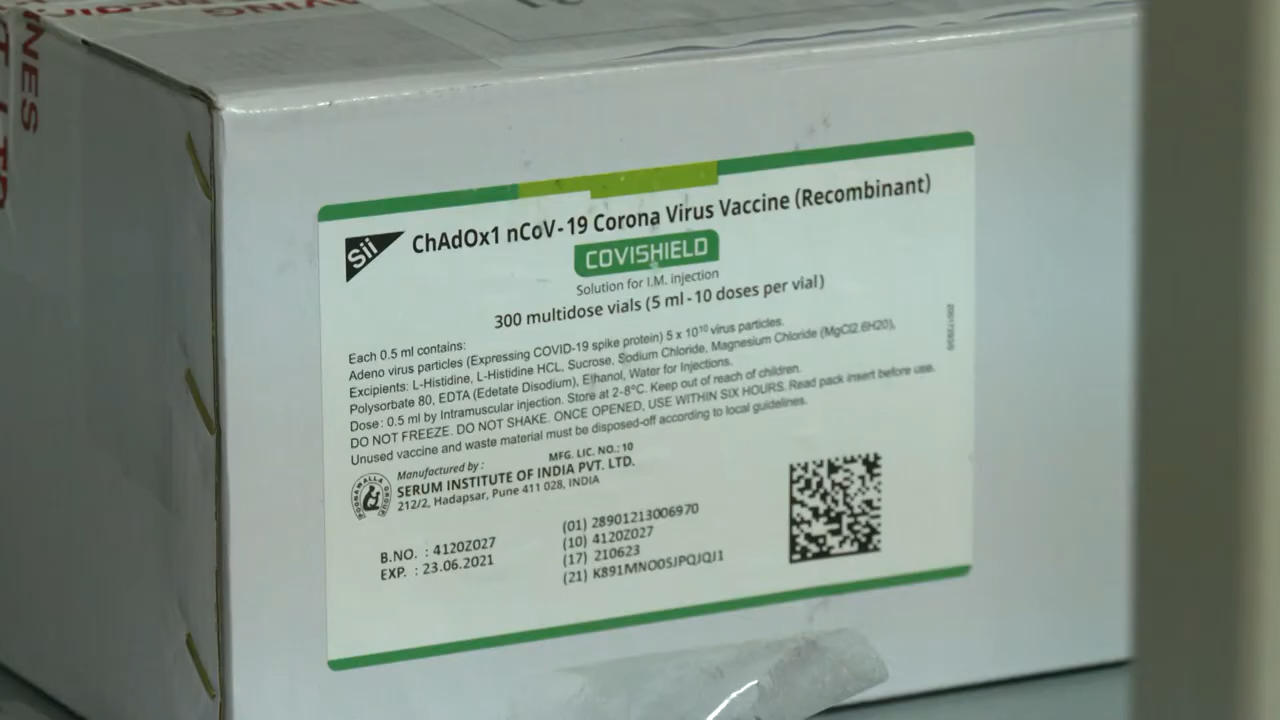 NES
T LTD
Sii
ChAdOx1 nCoV-19 Corona Virus Vaccine (Recombinant)
COVISHIELD
Solution for I.M. injection
300 multidose vials (5 ml - 10 doses per vial)
Each 0.5 ml contains:
Adeno virus particles (Expressing COVID-19 spike protein) 5 x 10¹⁰ virus particles.
Excipients: L-Histidine, L-Histidine HCL, Sucrose, Sodium Chloride, Magnesium Chloride (MgCl2.6H20),
Polysorbate 80, EDTA (Edetate Disodium), Ethanol, Water for Injections.
Dose: 0.5 ml by Intramuscular injection. Store at 2-8°C. Keep out of reach of children.
DO NOT FREEZE. DO NOT SHAKE. ONCE OPENED, USE WITHIN SIX HOURS. Read pack insert before use.
Unused vaccine and waste material must be disposed-off according to local guidelines.
MFG. LIC. NO.: 10
Manufactured by :
SERUM INSTITUTE OF INDIA PVT. LTD.
212/2, Hadapsar, Pune 411 028, INDIA
B.NO. : 4120Z027
EXP. : 23.06.2021
(01) 28901213006970
(10) 4120Z027
(17) 210623
(21) K891MNO05JPQJQJ1